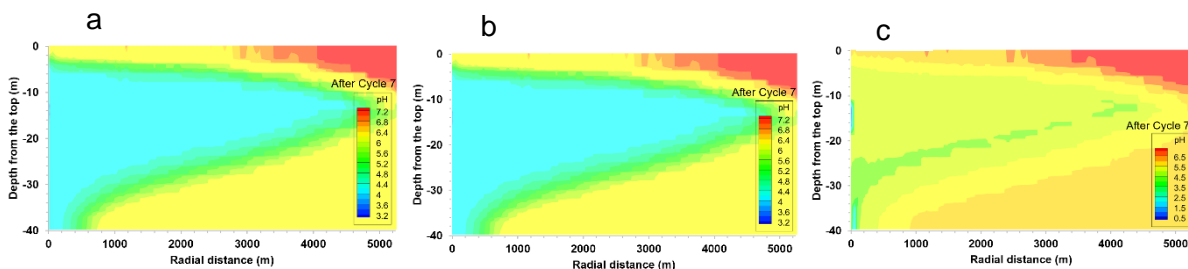 a
b
c
0
-10
-20
-30
-40
Depth from the top (m)
0 1000 2000 3000 4000 5000
Radial distance (m)
After Cycle 7
pH
7.2
6.8
6.4
6
5.6
5.2
4.8
4.4
4
3.6
3.2
0
-10
-20
-30
-40
Depth from the top (m)
0 1000 2000 3000 4000 5000
Radial distance (m)
After Cycle 7
pH
7.2
6.8
6.4
6
5.6
5.2
4.8
4.4
4
3.6
3.2
0
-10
-20
-30
-40
Depth from the top (m)
0 1000 2000 3000 4000 5000
Radial distance (m)
After Cycle 7
pH
6.5
5.5
4.5
3.5
2.5
1.5
0.5